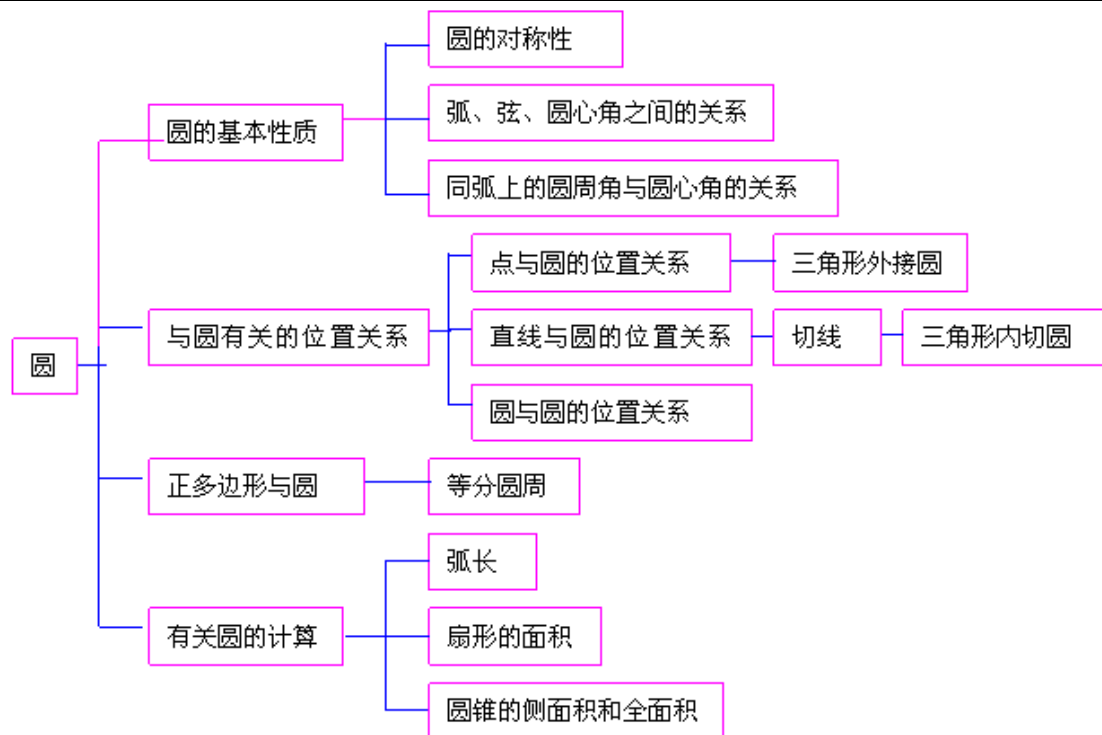 圆的对称性
弧、弦、圆心角之间的关系
圆的基本性质
同弧上的圆周角与圆心角的关系
点与圆的位置关系
三角形外接圆
与圆有关的位置关系
直线与圆的位置关系
切线
三角形内切圆
圆
圆与圆的位置关系
正多边形与圆
等分圆周
弧长
有关圆的计算
扇形的面积
圆锥的侧面积和全面积